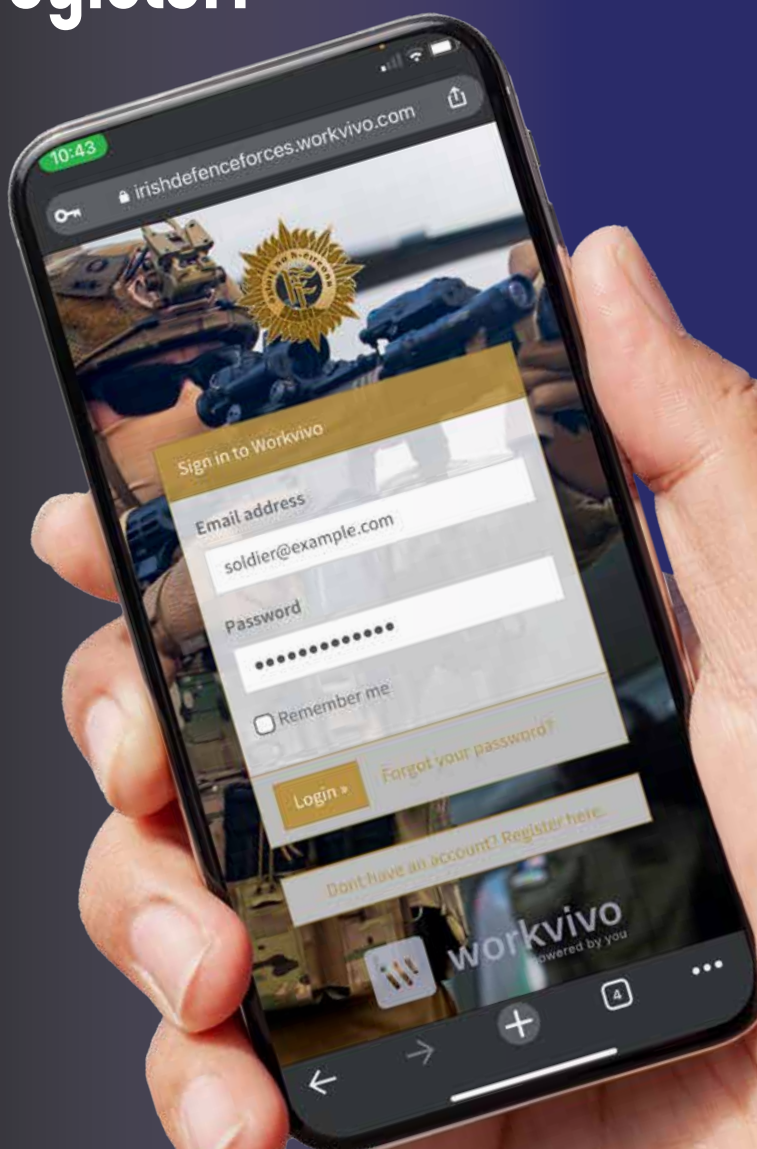 10:43
irishdefenceforces.workvivo.com
Sign in to Workvivo
Email address
soldier@example.com
Password
•••••••••••••
Remember me
Login »
Forgot your password?
Dont have an account? Register here.
workvivo
powered by you
4